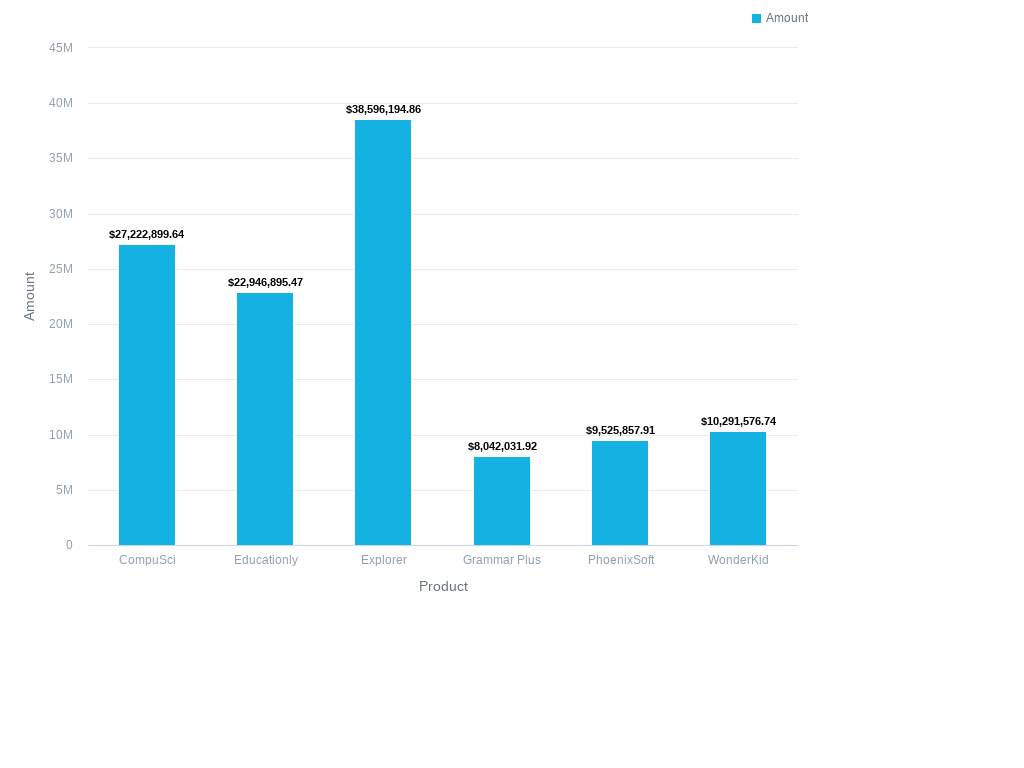 Amount
45M
40M
35M
30M
25M
20M
15M
10M
5M
0
Amount
$27,222,899.64
$22,946,895.47
$38,596,194.86
$8,042,031.92
$9,525,857.91
$10,291,576.74
CompuSci
Educationly
Explorer
Grammar Plus
PhoenixSoft
WonderKid
Product